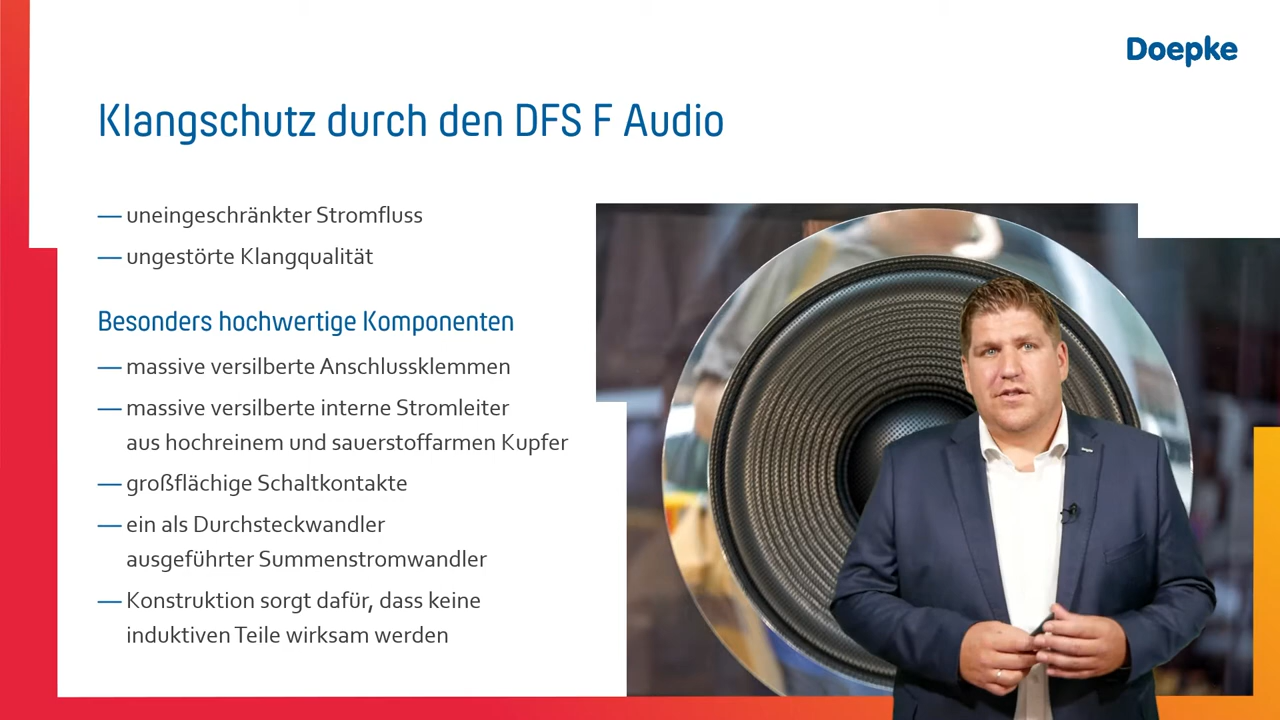 Doepke
Klangschutz durch den DFS F Audio
— uneingeschränkter Stromfluss
— ungestörte Klangqualität
Besonders hochwertige Komponenten
— massive versilberte Anschlussklemmen
— massive versilberte interne Stromleiter
aus hochreinem und sauerstoffarmen Kupfer
— großflächige Schaltkontakte
— ein als Durchsteckwandler
ausgeführter Summenstromwandler
— Konstruktion sorgt dafür, dass keine
induktiven Teile wirksam werden